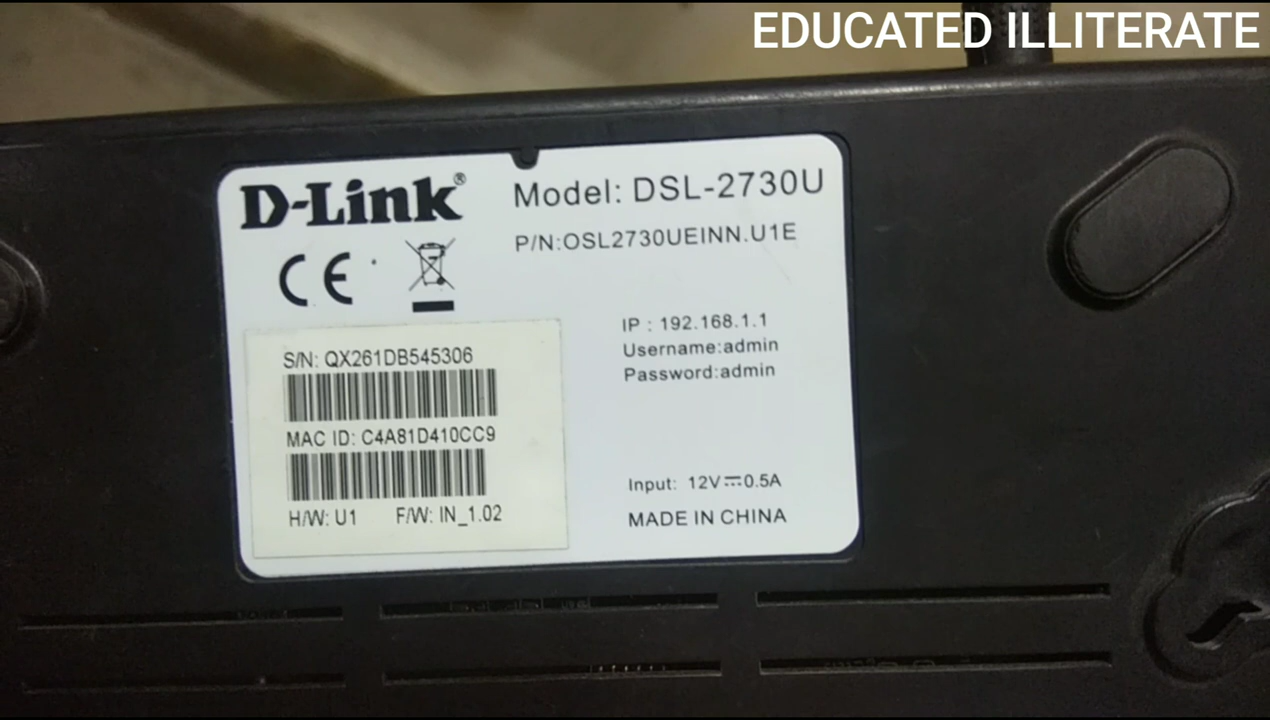 EDUCATED ILLITERATE
D-Link®
Model: DSL-2730U
P/N:OSL2730UEINN.U1E
CE
IP : 192.168.1.1
Username:admin
Password:admin
S/N: QX261DB545306
MAC ID: C4A81D410CC9
H/W: U1 F/W: IN_1.02
Input: 12V⎓0.5A
MADE IN CHINA